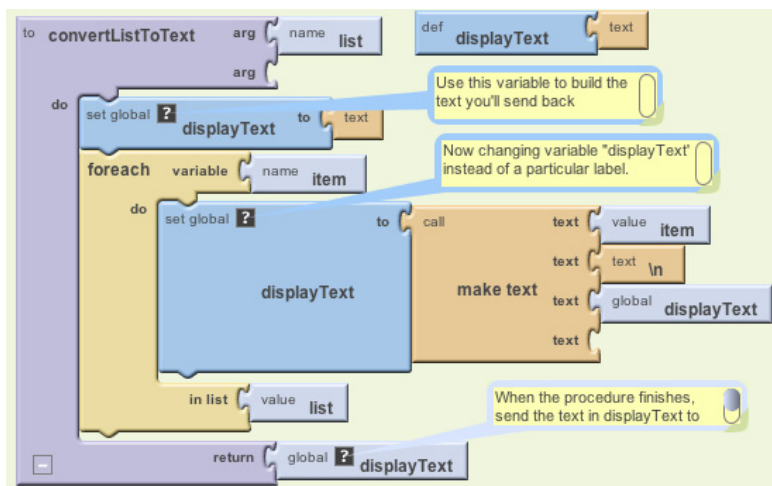 to convertListToText arg name list
arg
def displayText text
do
set global ? displayText to text
Use this variable to build the
text you'll send back
foreach variable name item
Now changing variable "displayText'
instead of a particular label.
do
set global ? displayText to call make text
text value item
text text \n
text global displayText
text
in list value list
When the procedure finishes,
send the text in displayText to
return global ? displayText